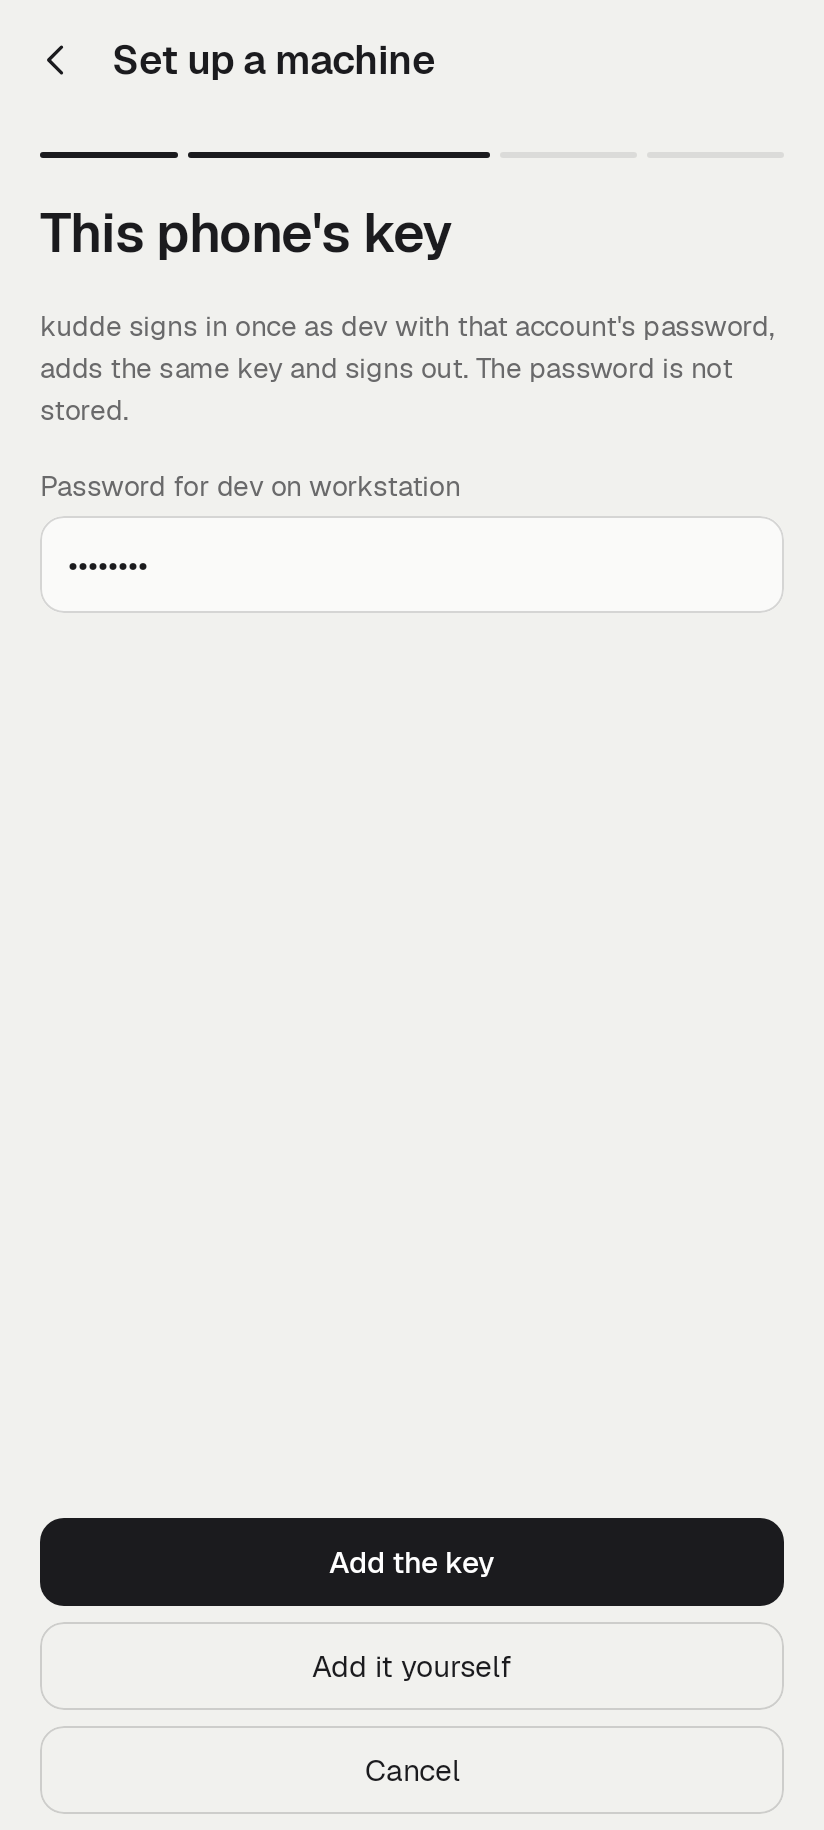 Set up a machine
This phone's key
kudde signs in once as dev with that account's password,
adds the same key and signs out. The password is not
stored.
Password for dev on workstation
••••••••
Add the key
Add it yourself
Cancel